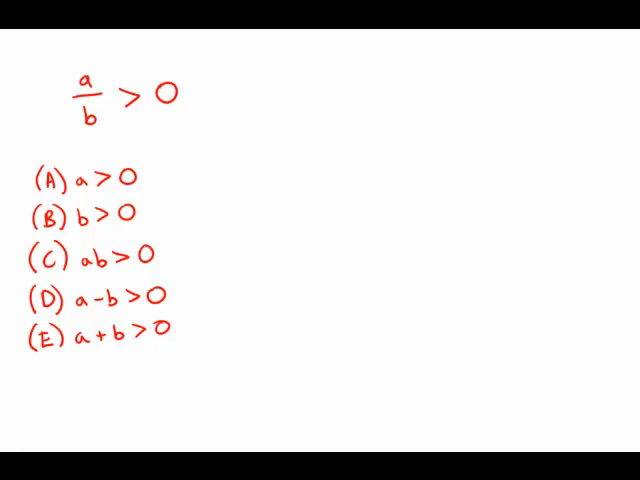 a/b > 0
(A) a > 0
(B) b > 0
(C) ab > 0
(D) a - b > 0
(E) a + b > 0